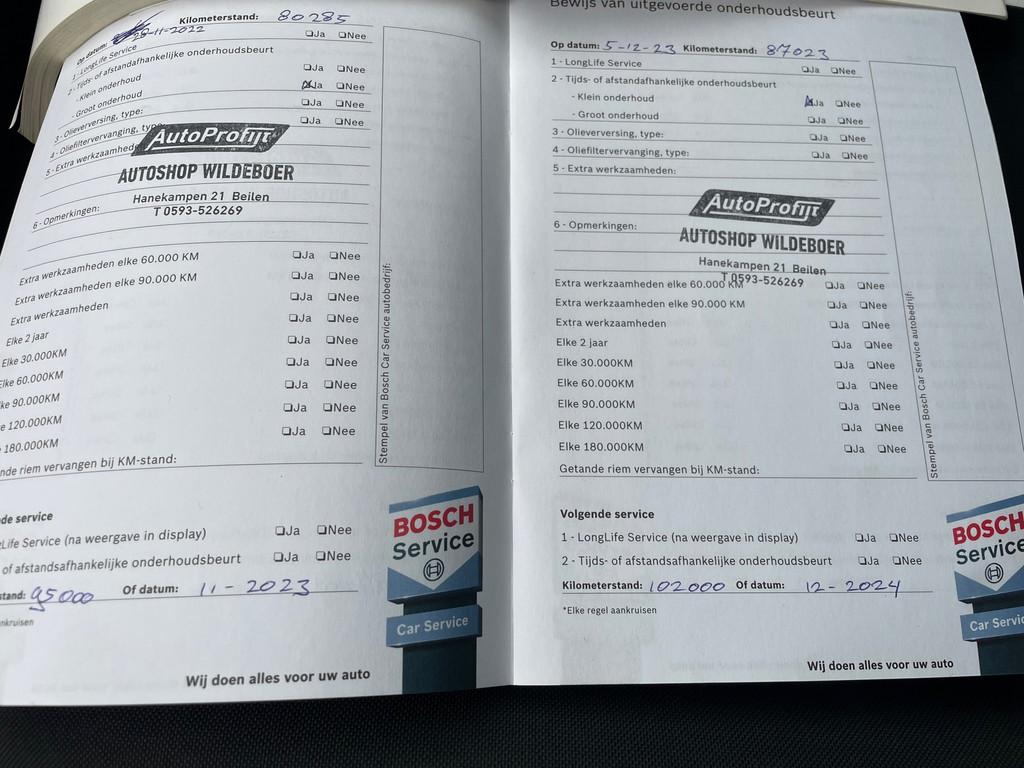 Kilometerstand: 80285
Op datum: 28-11-2022
1 - LongLife Service ❏Ja ❏Nee
2 - Tijds- of afstandafhankelijke onderhoudsbeurt
- Klein onderhoud ❏Ja ❏Nee
- Groot onderhoud ☒Ja ❏Nee
3 - Olieverversing, type: ❏Ja ❏Nee
4 - Oliefiltervervanging, typ ❏Ja ❏Nee
5 - Extra werkzaamhed
AutoProfijt
AUTOSHOP WILDEBOER
Hanekampen 21 Beilen
T 0593-526269
6 - Opmerkingen:
Extra werkzaamheden elke 60.000 KM ❏Ja ❏Nee
Extra werkzaamheden elke 90.000 KM ❏Ja ❏Nee
Extra werkzaamheden ❏Ja ❏Nee
Elke 2 jaar ❏Ja ❏Nee
Elke 30.000KM ❏Ja ❏Nee
lke 60.000KM ❏Ja ❏Nee
ke 90.000KM ❏Ja ❏Nee
e 120.000KM ❏Ja ❏Nee
180.000KM
nde riem vervangen bij KM-stand:
Stempel van Bosch Car Service autobedrijf:
de service
Life Service (na weergave in display) ❏Ja ❏Nee
of afstandsafhankelijke onderhoudsbeurt ❏Ja ❏Nee
stand: 95000 Of datum: 11-2023
nkruisen
BOSCH
Service
Car Service
Wij doen alles voor uw auto
Bewijs van uitgevoerde onderhoudsbeurt
Op datum: 5-12-23 Kilometerstand: 87023
1 - LongLife Service ❏Ja ❏Nee
2 - Tijds- of afstandafhankelijke onderhoudsbeurt
- Klein onderhoud ☒Ja ❏Nee
- Groot onderhoud ❏Ja ❏Nee
3 - Olieverversing, type: ❏Ja ❏Nee
4 - Oliefiltervervanging, type: ❏Ja ❏Nee
5 - Extra werkzaamheden:
AutoProfijt
6 - Opmerkingen:
AUTOSHOP WILDEBOER
Hanekampen 21 Beilen
T 0593-526269
Extra werkzaamheden elke 60.000 KM ❏Ja ❏Nee
Extra werkzaamheden elke 90.000 KM ❏Ja ❏Nee
Extra werkzaamheden ❏Ja ❏Nee
Elke 2 jaar ❏Ja ❏Nee
Elke 30.000KM ❏Ja ❏Nee
Elke 60.000KM ❏Ja ❏Nee
Elke 90.000KM ❏Ja ❏Nee
Elke 120.000KM ❏Ja ❏Nee
Elke 180.000KM ❏Ja ❏Nee
Getande riem vervangen bij KM-stand:
Stempel van Bosch Car Service autobedrijf:
Volgende service
1 - LongLife Service (na weergave in display) ❏Ja ❏Nee
2 - Tijds- of afstandsafhankelijke onderhoudsbeurt ❏Ja ❏Nee
Kilometerstand: 102000 Of datum: 12-2024
*Elke regel aankruisen
BOSCH
Service
Car Servic
Wij doen alles voor uw auto